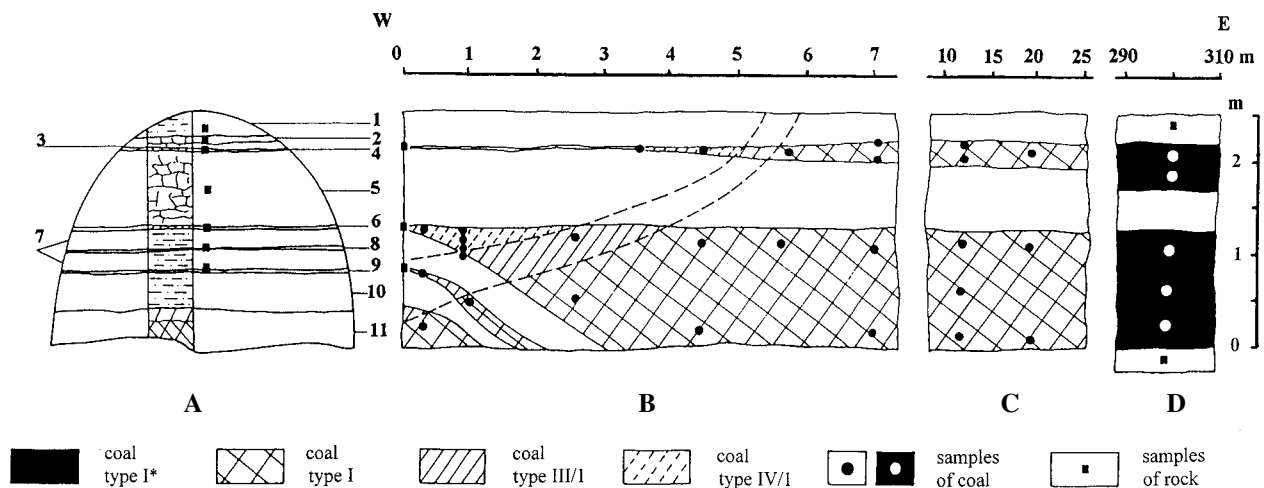 W E
0 1 2 3 4 5 6 7 10 15 20 25 290 310 m
m
1
3 2
4
2
5
6
7 8
1
9
10
11
0
A B C D
coal type I*
coal type I
coal type III/1
coal type IV/1
samples of coal
samples of rock